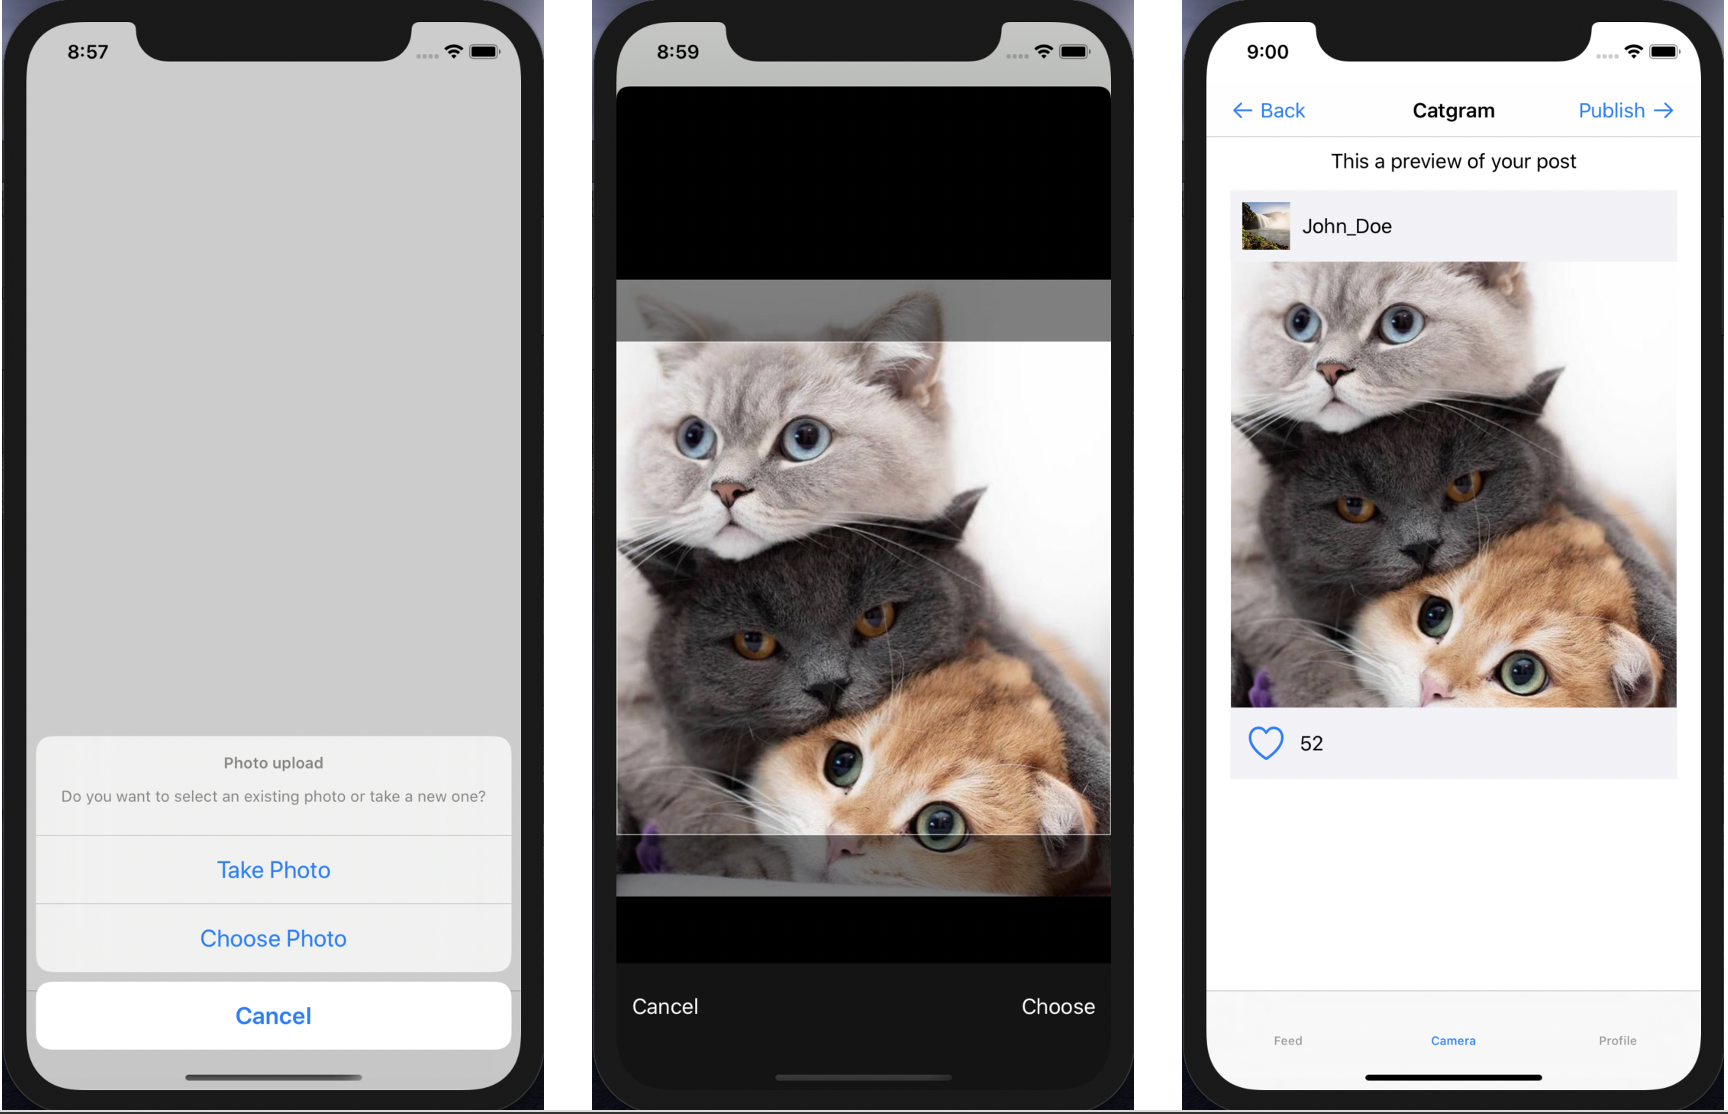 8:57
Photo upload
Do you want to select an existing photo or take a new one?
Take Photo
Choose Photo
Cancel
8:59
Cancel
Choose
9:00
Back
Catgram
Publish
This a preview of your post
John_Doe
52
Feed
Camera
Profile